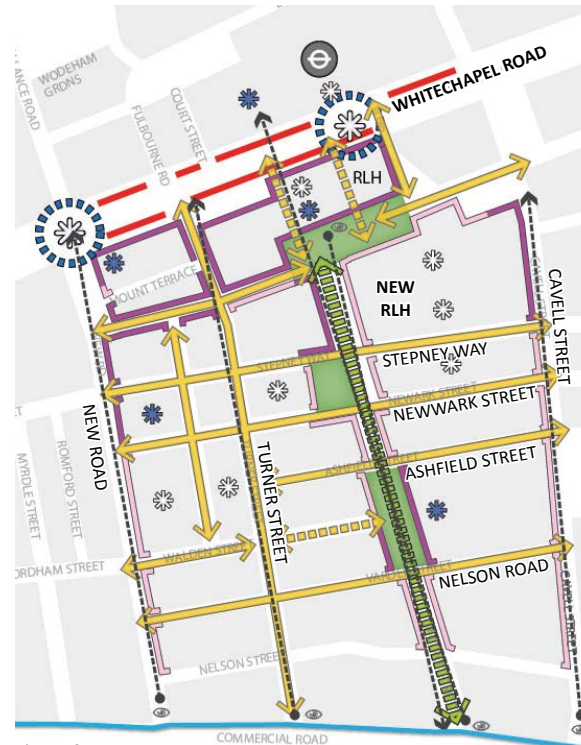 WODEHAM
GRDNS
COURT STREET
FULBOURNE RD
LANCE ROAD
WHITECHAPEL ROAD
RLH
MOUNT TERRACE
NEW
RLH
CAVELL STREET
STEPNEY WAY
STEPNEY WAY
NEWARK STREET
NEWWARK STREET
NEW ROAD
ROMFORD STREET
MYRDLE STREET
TURNER STREET
ASHFIELD STREET
ASHFIELD STREET
WALDEN STREET
ORDHAM STREET
NELSON ROAD
NELSON STREET
COMMERCIAL ROAD